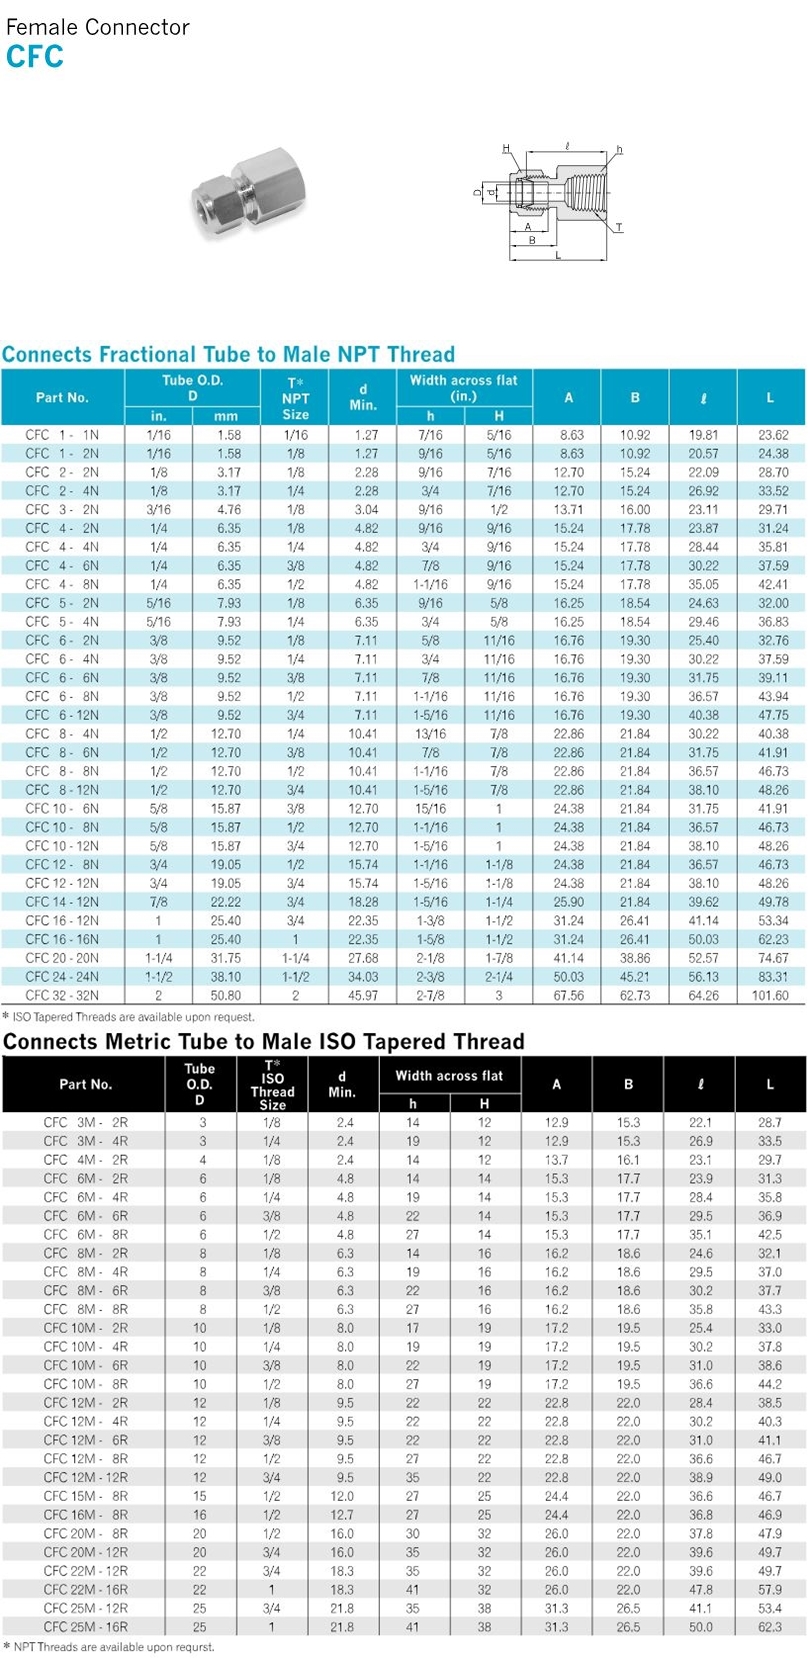 Female Connector
CFC
H ℓ h
D d
A T
B
L
Connects Fractional Tube to Male NPT Thread
Part No. Tube O.D. D in. mm T* NPT Size d Min. Width across flat (in.) h H A B ℓ L
CFC 1 - 1N 1/16 1.58 1/16 1.27 7/16 5/16 8.63 10.92 19.81 23.62
CFC 1 - 2N 1/16 1.58 1/8 1.27 9/16 5/16 8.63 10.92 20.57 24.38
CFC 2 - 2N 1/8 3.17 1/8 2.28 9/16 7/16 12.70 15.24 22.09 28.70
CFC 2 - 4N 1/8 3.17 1/4 2.28 3/4 7/16 12.70 15.24 26.92 33.52
CFC 3 - 2N 3/16 4.76 1/8 3.04 9/16 1/2 13.71 16.00 23.11 29.71
CFC 4 - 2N 1/4 6.35 1/8 4.82 9/16 9/16 15.24 17.78 23.87 31.24
CFC 4 - 4N 1/4 6.35 1/4 4.82 3/4 9/16 15.24 17.78 28.44 35.81
CFC 4 - 6N 1/4 6.35 3/8 4.82 7/8 9/16 15.24 17.78 30.22 37.59
CFC 4 - 8N 1/4 6.35 1/2 4.82 1-1/16 9/16 15.24 17.78 35.05 42.41
CFC 5 - 2N 5/16 7.93 1/8 6.35 9/16 5/8 16.25 18.54 24.63 32.00
CFC 5 - 4N 5/16 7.93 1/4 6.35 3/4 5/8 16.25 18.54 29.46 36.83
CFC 6 - 2N 3/8 9.52 1/8 7.11 5/8 11/16 16.76 19.30 25.40 32.76
CFC 6 - 4N 3/8 9.52 1/4 7.11 3/4 11/16 16.76 19.30 30.22 37.59
CFC 6 - 6N 3/8 9.52 3/8 7.11 7/8 11/16 16.76 19.30 31.75 39.11
CFC 6 - 8N 3/8 9.52 1/2 7.11 1-1/16 11/16 16.76 19.30 36.57 43.94
CFC 6 - 12N 3/8 9.52 3/4 7.11 1-5/16 11/16 16.76 19.30 40.38 47.75
CFC 8 - 4N 1/2 12.70 1/4 10.41 13/16 7/8 22.86 21.84 30.22 40.38
CFC 8 - 6N 1/2 12.70 3/8 10.41 7/8 7/8 22.86 21.84 31.75 41.91
CFC 8 - 8N 1/2 12.70 1/2 10.41 1-1/16 7/8 22.86 21.84 36.57 46.73
CFC 8 - 12N 1/2 12.70 3/4 10.41 1-5/16 7/8 22.86 21.84 38.10 48.26
CFC 10 - 6N 5/8 15.87 3/8 12.70 15/16 1 24.38 21.84 31.75 41.91
CFC 10 - 8N 5/8 15.87 1/2 12.70 1-1/16 1 24.38 21.84 36.57 46.73
CFC 10 - 12N 5/8 15.87 3/4 12.70 1-5/16 1 24.38 21.84 38.10 48.26
CFC 12 - 8N 3/4 19.05 1/2 15.74 1-1/16 1-1/8 24.38 21.84 36.57 46.73
CFC 12 - 12N 3/4 19.05 3/4 15.74 1-5/16 1-1/8 24.38 21.84 38.10 48.26
CFC 14 - 12N 7/8 22.22 3/4 18.28 1-5/16 1-1/4 25.90 21.84 39.62 49.78
CFC 16 - 12N 1 25.40 3/4 22.35 1-3/8 1-1/2 31.24 26.41 41.14 53.34
CFC 16 - 16N 1 25.40 1 22.35 1-5/8 1-1/2 31.24 26.41 50.03 62.23
CFC 20 - 20N 1-1/4 31.75 1-1/4 27.68 2-1/8 1-7/8 41.14 38.86 52.57 74.67
CFC 24 - 24N 1-1/2 38.10 1-1/2 34.03 2-3/8 2-1/4 50.03 45.21 56.13 83.31
CFC 32 - 32N 2 50.80 2 45.97 2-7/8 3 67.56 62.73 64.26 101.60
* ISO Tapered Threads are available upon request.
Connects Metric Tube to Male ISO Tapered Thread
Part No. Tube O.D. D T* ISO Thread Size d Min. Width across flat h H A B ℓ L
CFC 3M - 2R 3 1/8 2.4 14 12 12.9 15.3 22.1 28.7
CFC 3M - 4R 3 1/4 2.4 19 12 12.9 15.3 26.9 33.5
CFC 4M - 2R 4 1/8 2.4 14 12 13.7 16.1 23.1 29.7
CFC 6M - 2R 6 1/8 4.8 14 14 15.3 17.7 23.9 31.3
CFC 6M - 4R 6 1/4 4.8 19 14 15.3 17.7 28.4 35.8
CFC 6M - 6R 6 3/8 4.8 22 14 15.3 17.7 29.5 36.9
CFC 6M - 8R 6 1/2 4.8 27 14 15.3 17.7 35.1 42.5
CFC 8M - 2R 8 1/8 6.3 14 16 16.2 18.6 24.6 32.1
CFC 8M - 4R 8 1/4 6.3 19 16 16.2 18.6 29.5 37.0
CFC 8M - 6R 8 3/8 6.3 22 16 16.2 18.6 30.2 37.7
CFC 8M - 8R 8 1/2 6.3 27 16 16.2 18.6 35.8 43.3
CFC 10M - 2R 10 1/8 8.0 17 19 17.2 19.5 25.4 33.0
CFC 10M - 4R 10 1/4 8.0 19 19 17.2 19.5 30.2 37.8
CFC 10M - 6R 10 3/8 8.0 22 19 17.2 19.5 31.0 38.6
CFC 10M - 8R 10 1/2 8.0 27 19 17.2 19.5 36.6 44.2
CFC 12M - 2R 12 1/8 9.5 22 22 22.8 22.0 28.4 38.5
CFC 12M - 4R 12 1/4 9.5 22 22 22.8 22.0 30.2 40.3
CFC 12M - 6R 12 3/8 9.5 22 22 22.8 22.0 31.0 41.1
CFC 12M - 8R 12 1/2 9.5 27 22 22.8 22.0 36.6 46.7
CFC 12M - 12R 12 3/4 9.5 35 22 22.8 22.0 38.9 49.0
CFC 15M - 8R 15 1/2 12.0 27 25 24.4 22.0 36.6 46.7
CFC 16M - 8R 16 1/2 12.7 27 25 24.4 22.0 36.8 46.9
CFC 20M - 8R 20 1/2 16.0 30 32 26.0 22.0 37.8 47.9
CFC 20M - 12R 20 3/4 16.0 35 32 26.0 22.0 39.6 49.7
CFC 22M - 12R 22 3/4 18.3 35 32 26.0 22.0 39.6 49.7
CFC 22M - 16R 22 1 18.3 41 32 26.0 22.0 47.8 57.9
CFC 25M - 12R 25 3/4 21.8 35 38 31.3 26.5 41.1 53.4
CFC 25M - 16R 25 1 21.8 41 38 31.3 26.5 50.0 62.3
* NPT Threads are available upon requrst.